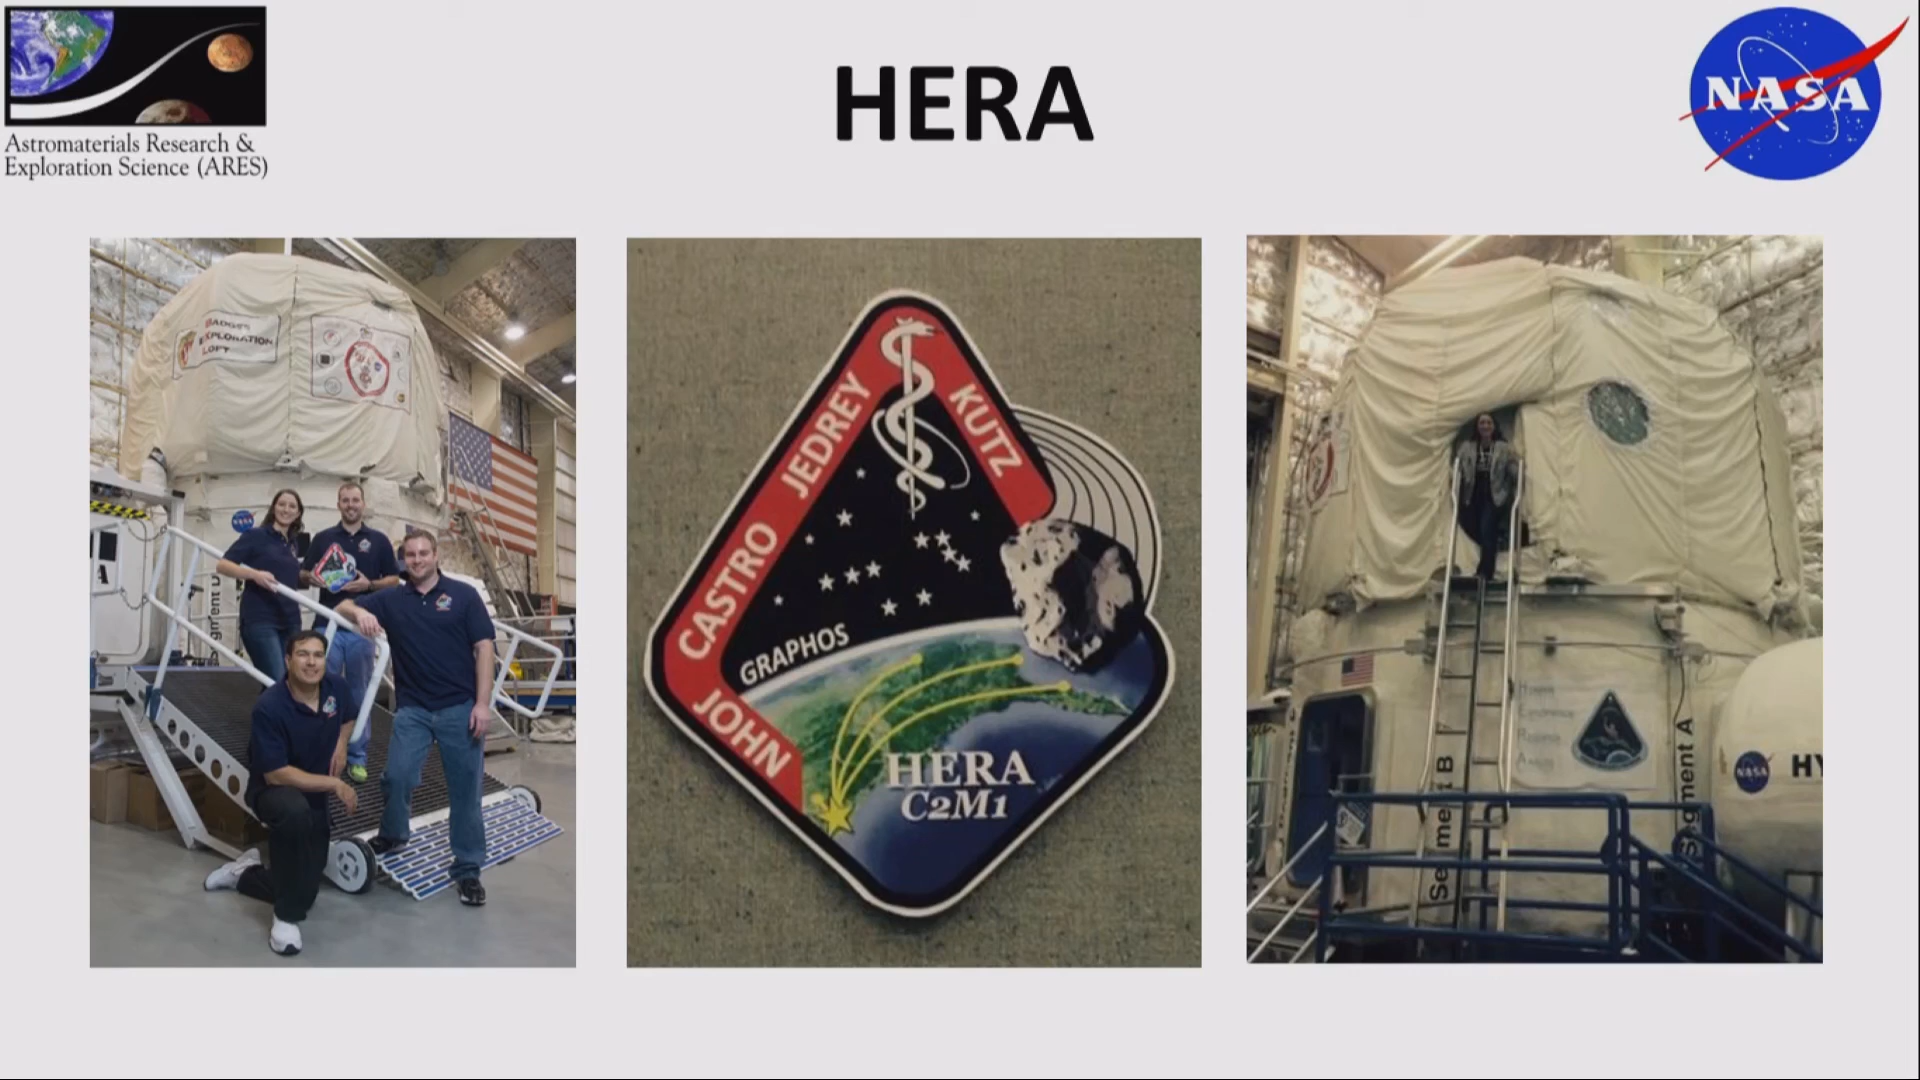 HERA
Astromaterials Research &
Exploration Science (ARES)
NASA
BADGER
EXPLORATION
LOFT
KUTZ
JEDREY
CASTRO
JOHN
GRAPHOS
HERA
C2M1
Segment B
Segment A
NASA
HY